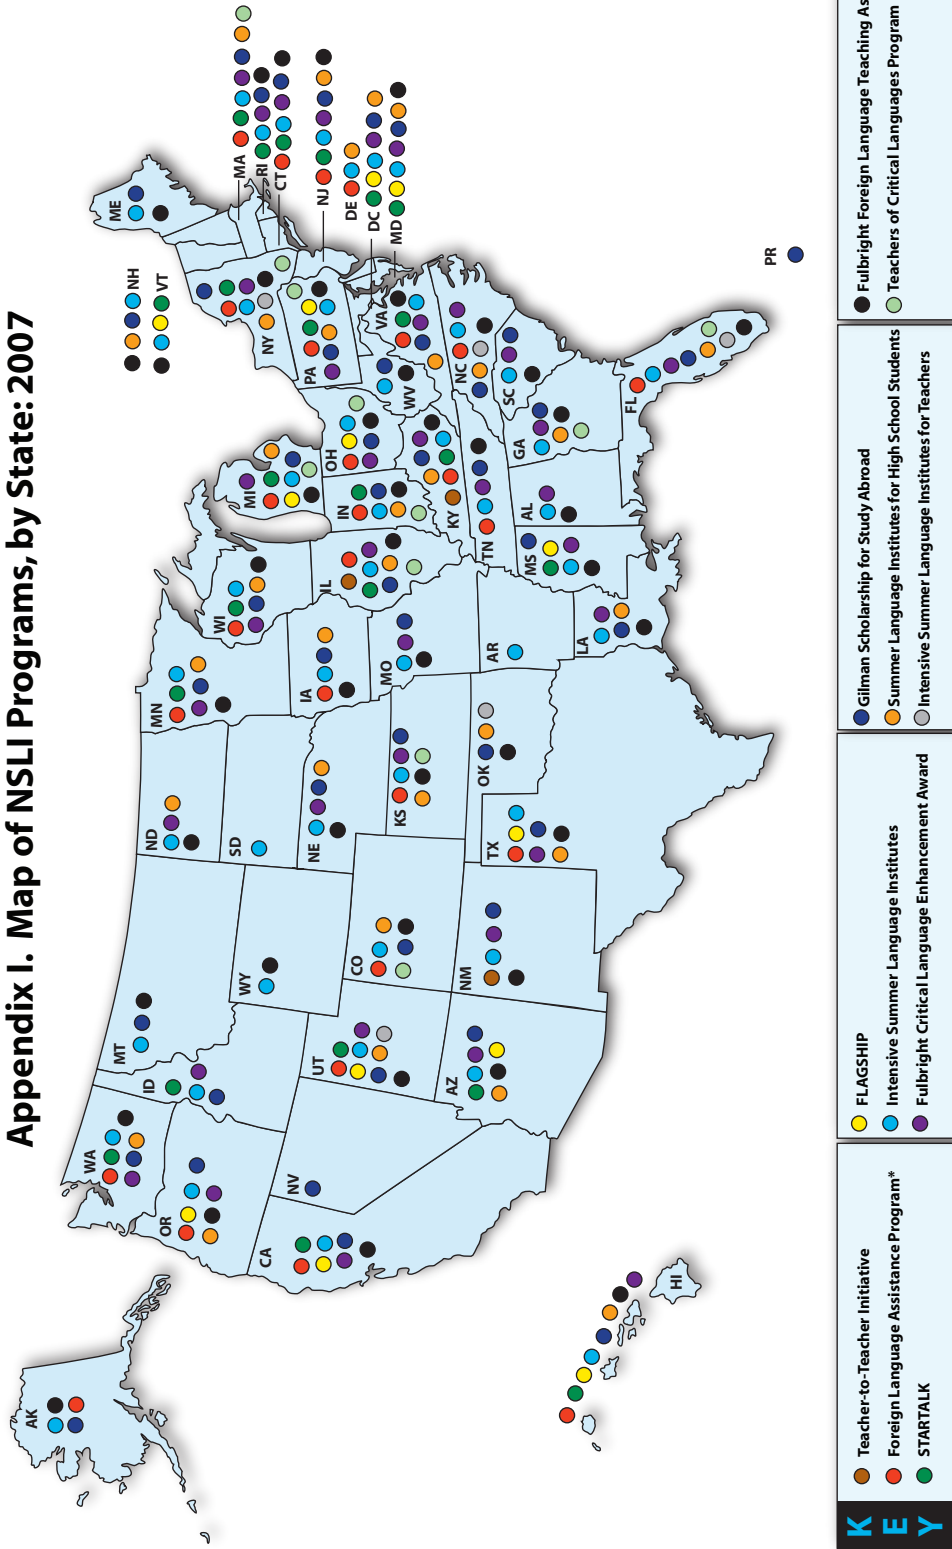 Appendix I. Map of NSLI Programs, by State: 2007
AK
WA
OR
CA
NV
ID
MT
WY
UT
AZ
CO
NM
ND
SD
NE
KS
OK
TX
MN
IA
MO
AR
LA
WI
IL
MI
IN
OH
KY
TN
MS
AL
GA
FL
SC
NC
VA
WV
PA
NY
NH
VT
ME
MA
RI
CT
NJ
DE
DC
MD
PR
HI
KEY
Teacher-to-Teacher Initiative
Foreign Language Assistance Program*
STARTALK
FLAGSHIP
Intensive Summer Language Institutes
Fulbright Critical Language Enhancement Award
Gilman Scholarship for Study Abroad
Summer Language Institutes for High School Students
Intensive Summer Language Institutes for Teachers
Fulbright Foreign Language Teaching As
Teachers of Critical Languages Program